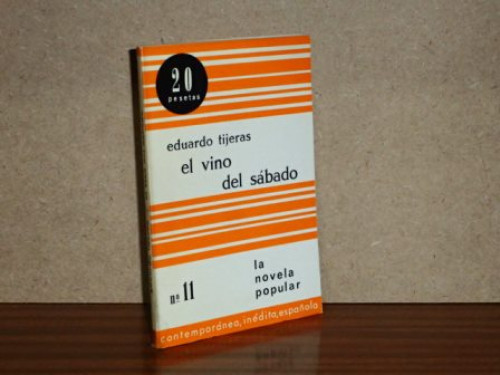 20
pesetas
eduardo tijeras
el vino
del sábado
nº 11
la
novela
popular
contemporánea, inédita, española